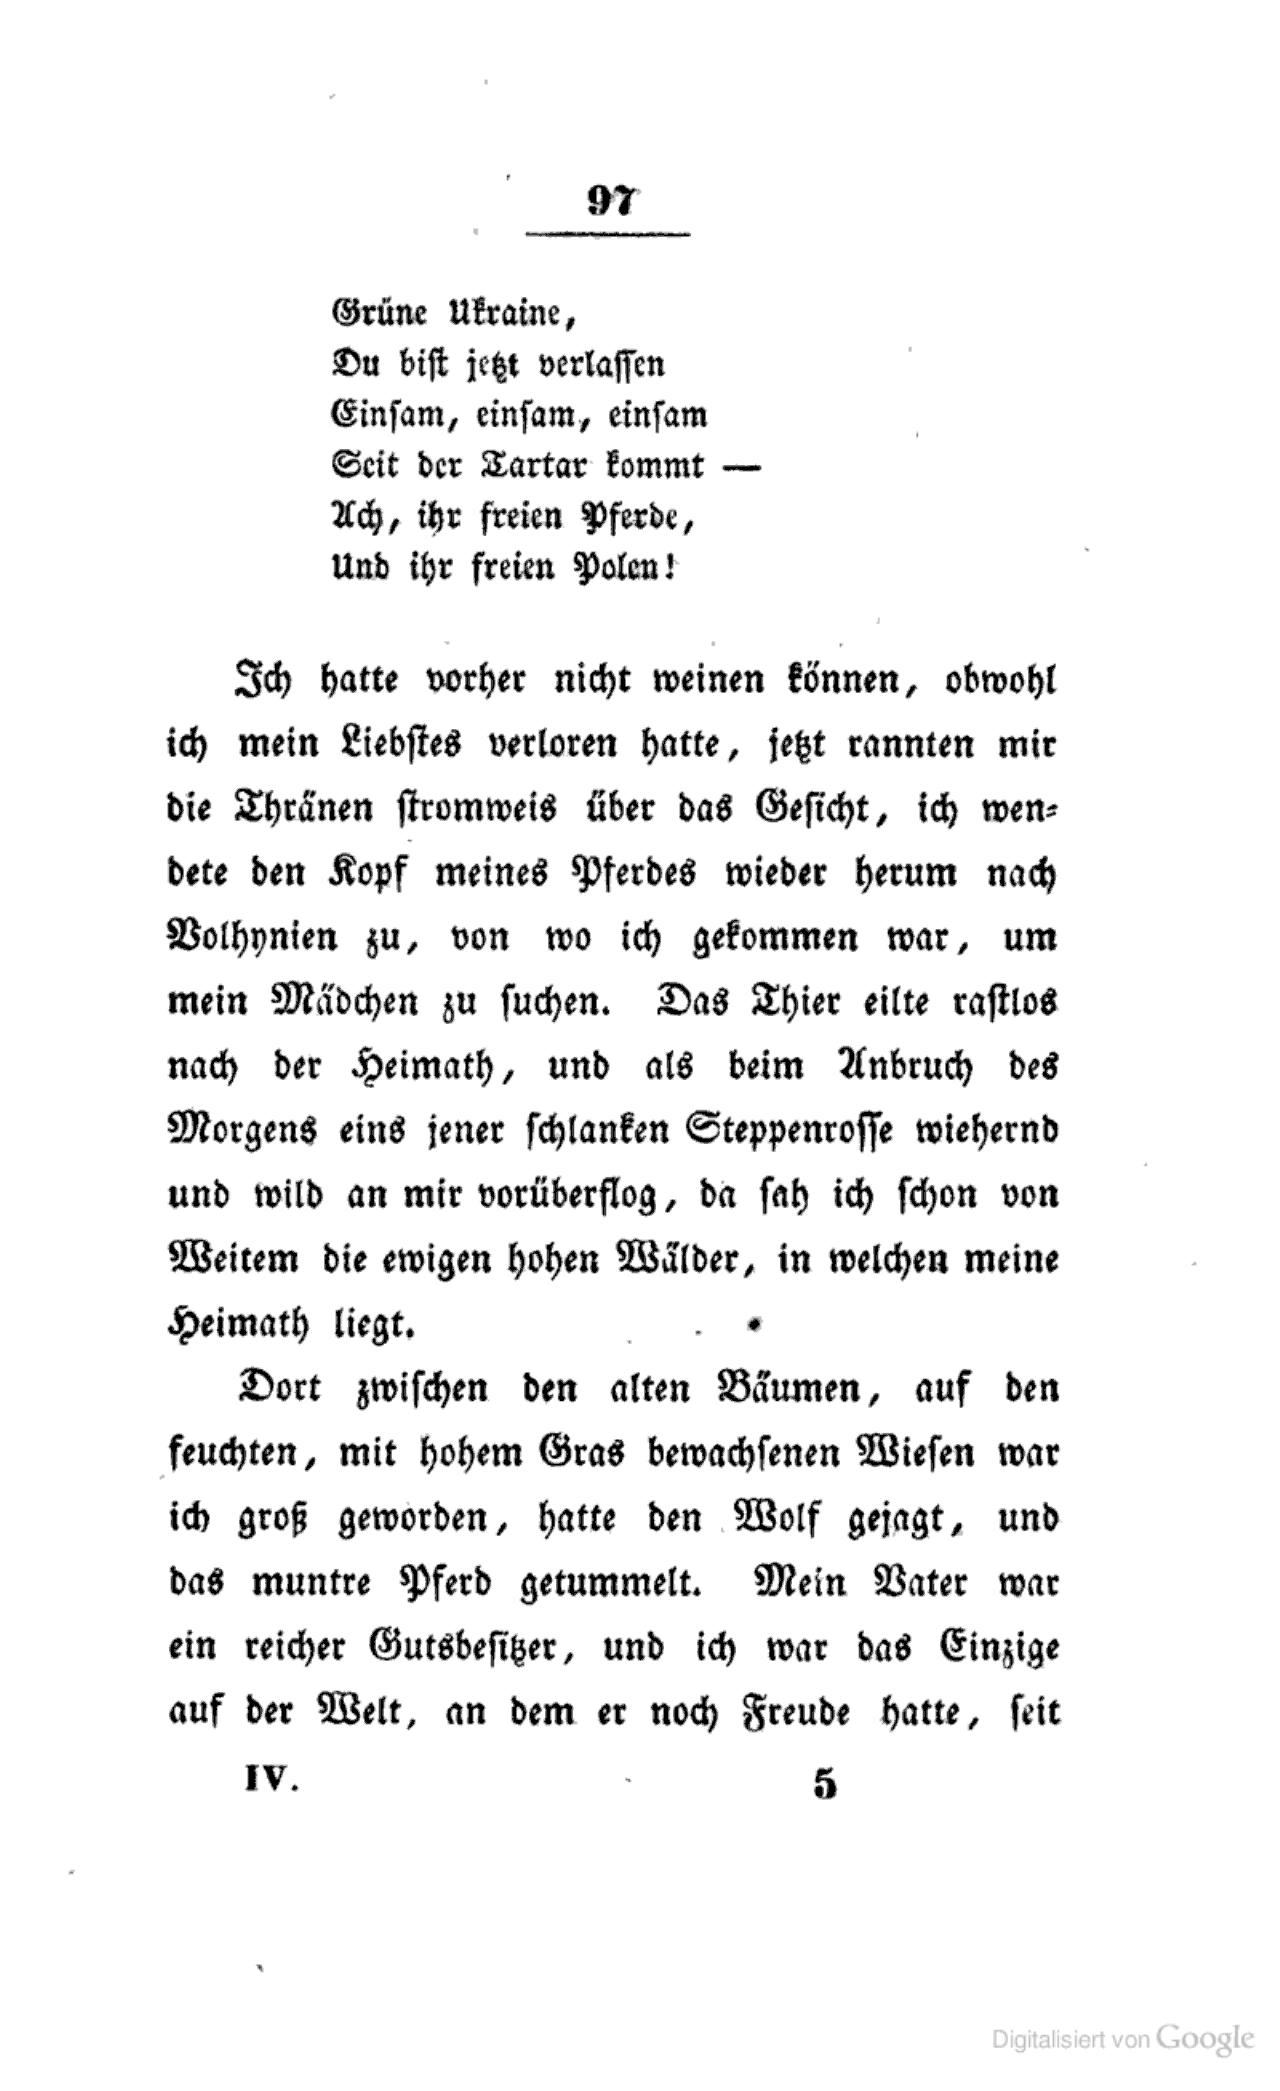 97
Grüne Ukraine,
Du biſt jetzt verlaſſen
Einſam, einſam, einſam
Seit der Tartar kommt —
Ach, ihr freien Pferde,
Und ihr freien Polen!
Ich hatte vorher nicht weinen können, obwohl
ich mein Liebſtes verloren hatte, jetzt rannten mir
die Thränen ſtromweis über das Geſicht, ich wen⸗
dete den Kopf meines Pferdes wieder herum nach
Volhynien zu, von wo ich gekommen war, um
mein Mädchen zu ſuchen. Das Thier eilte raſtlos
nach der Heimath, und als beim Anbruch des
Morgens eins jener ſchlanken Steppenroſſe wiehernd
und wild an mir vorüberflog, da ſah ich ſchon von
Weitem die ewigen hohen Wälder, in welchen meine
Heimath liegt.
Dort zwiſchen den alten Bäumen, auf den
feuchten, mit hohem Gras bewachſenen Wieſen war
ich groß geworden, hatte den Wolf gejagt, und
das muntre Pferd getummelt. Mein Vater war
ein reicher Gutsbeſitzer, und ich war das Einzige
auf der Welt, an dem er noch Freude hatte, ſeit
IV. 5
Digitalisiert von Google